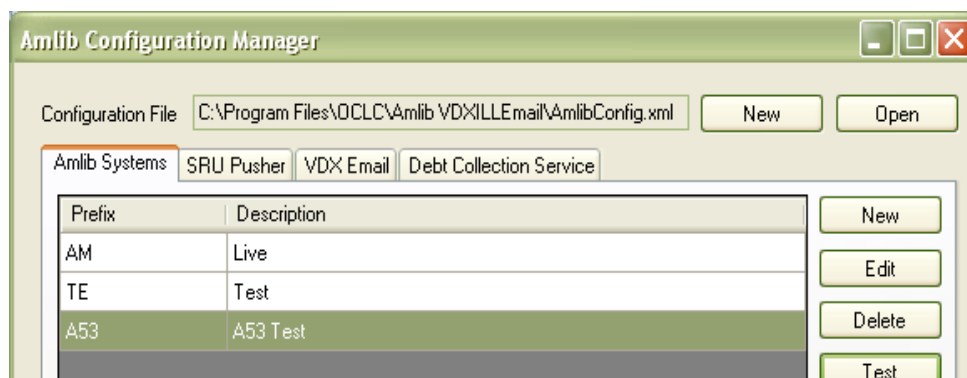 Amlib Configuration Manager
Configuration File C:\Program Files\OCLC\Amlib VDXILLEmail\AmlibConfig.xml New Open
Amlib Systems SRU Pusher VDX Email Debt Collection Service
Prefix Description New
AM Live
Edit
TE Test
Delete
A53 A53 Test
Test